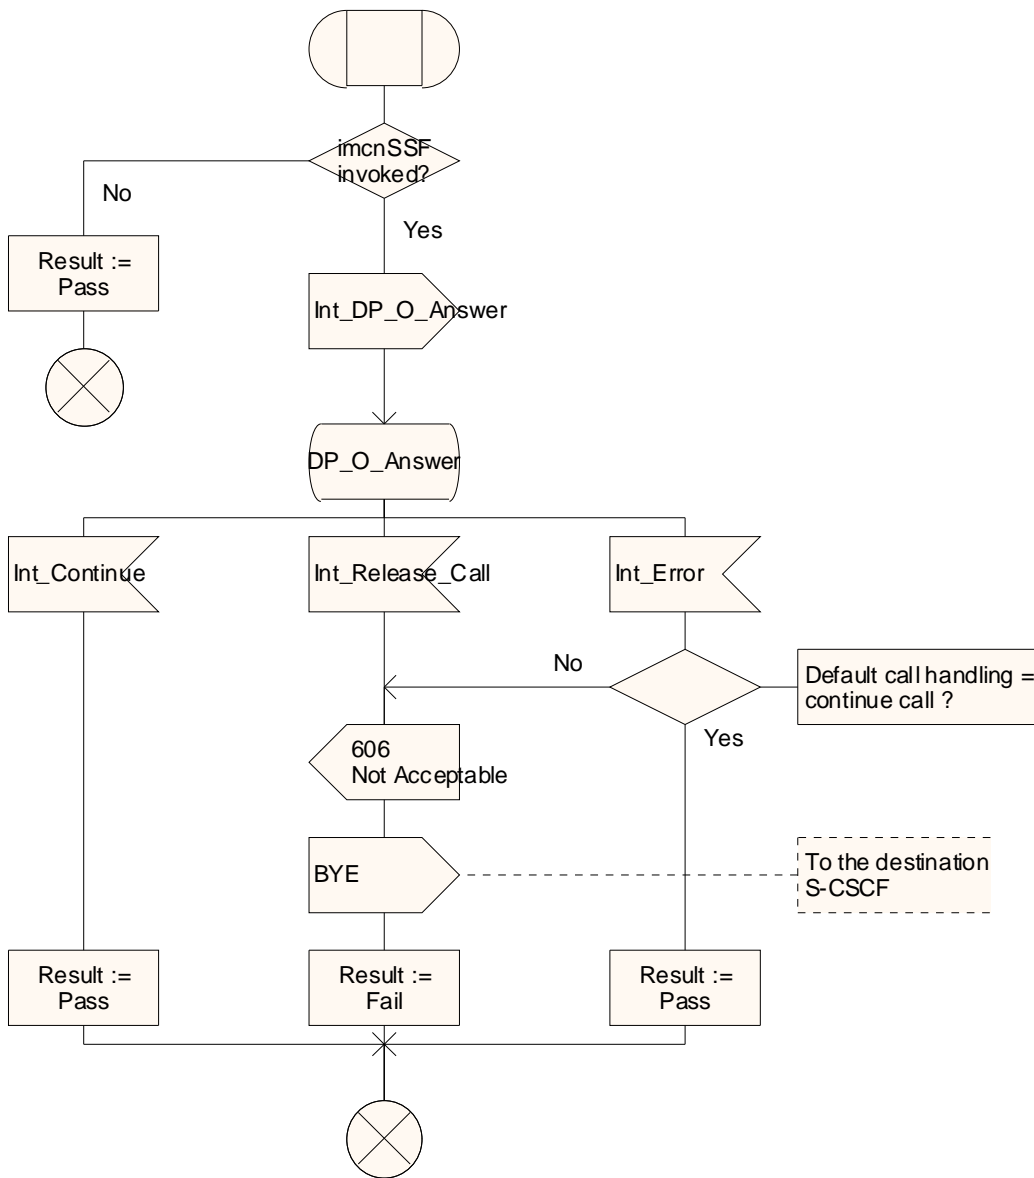 imcnSSF
invoked?
No
Yes
Result :=
Pass
Int_DP_O_Answer
DP_O_Answer
Int_Continue
Int_Release_Call
Int_Error
No
Default call handling =
continue call ?
Yes
606
Not Acceptable
BYE
To the destination
S-CSCF
Result :=
Pass
Result :=
Fail
Result :=
Pass